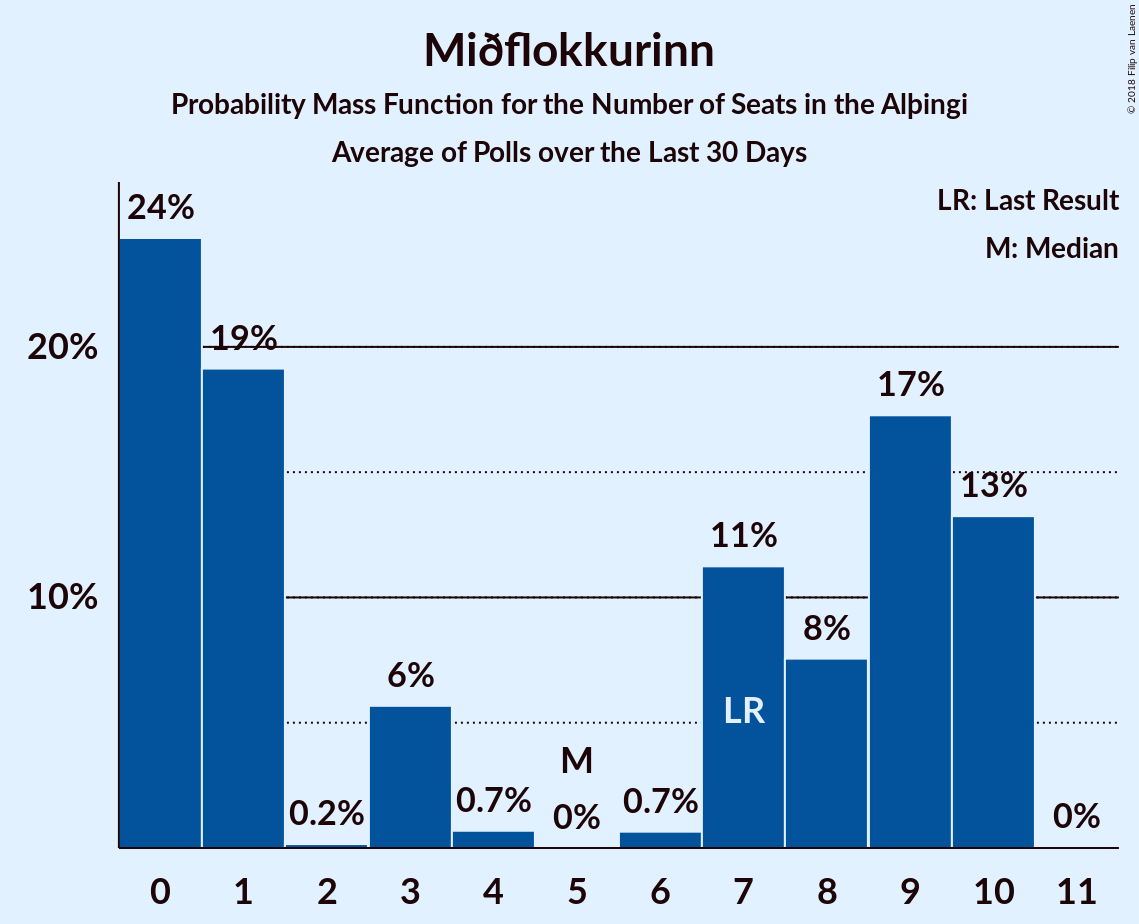 Miðflokkurinn
Probability Mass Function for the Number of Seats in the Alþingi
Average of Polls over the Last 30 Days
© 2018 Filip van Laenen
LR: Last Result
M: Median
24%
19%
0.2%
6%
0.7%
M
0%
0.7%
11%
LR
8%
17%
13%
0%
20%
10%
0 1 2 3 4 5 6 7 8 9 10 11